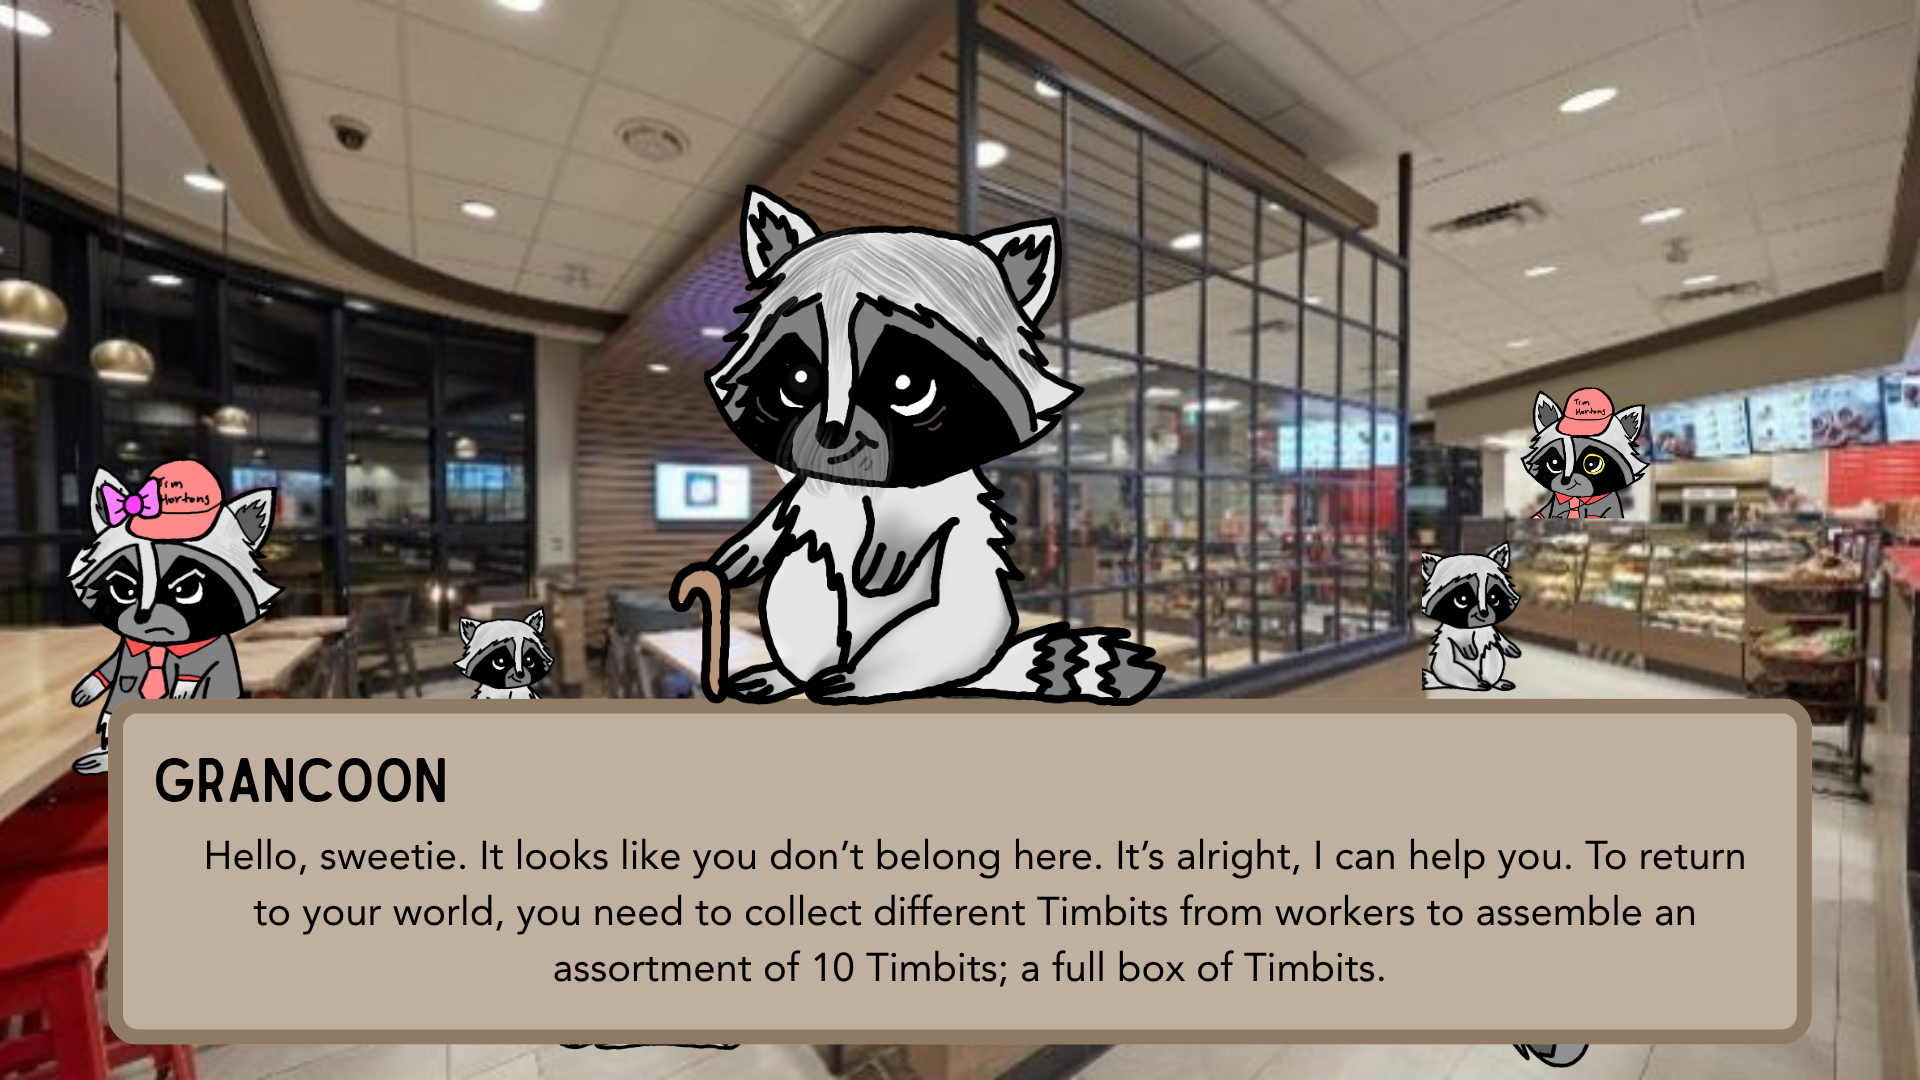 Tim
Hortons
Tim
Hortons
GRANCOON
Hello, sweetie. It looks like you don’t belong here. It’s alright, I can help you. To return
to your world, you need to collect different Timbits from workers to assemble an
assortment of 10 Timbits; a full box of Timbits.